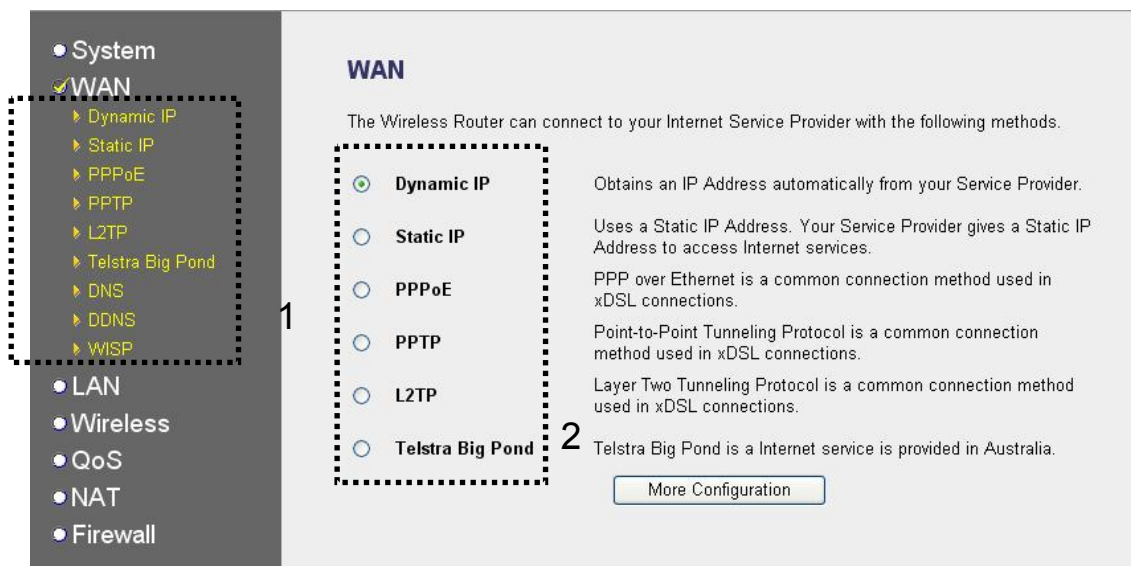 System
WAN
Dynamic IP
Static IP
PPPoE
PPTP
L2TP
Telstra Big Pond
DNS
DDNS
WISP
LAN
Wireless
QoS
NAT
Firewall
1
WAN
The Wireless Router can connect to your Internet Service Provider with the following methods.
Dynamic IP
Obtains an IP Address automatically from your Service Provider.
Static IP
Uses a Static IP Address. Your Service Provider gives a Static IP
Address to access Internet services.
PPPoE
PPP over Ethernet is a common connection method used in
xDSL connections.
PPTP
Point-to-Point Tunneling Protocol is a common connection
method used in xDSL connections.
L2TP
Layer Two Tunneling Protocol is a common connection method
used in xDSL connections.
Telstra Big Pond
2
Telstra Big Pond is a Internet service is provided in Australia.
More Configuration